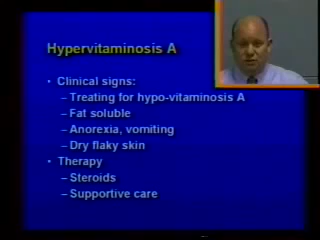 Hypervitaminosis A
• Clinical signs:
– Treating for hypo-vitaminosis A
– Fat soluble
– Anorexia, vomiting
– Dry flaky skin
• Therapy
– Steroids
– Supportive care